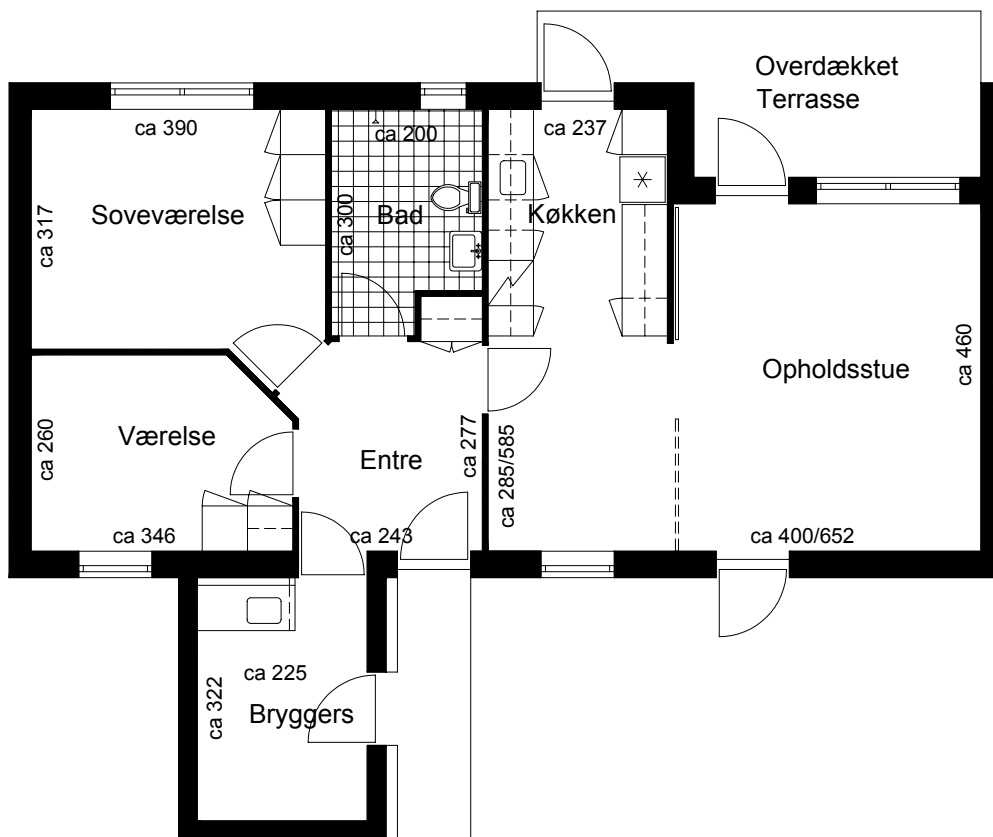 Overdækket
Terrasse
ca 390
ca 200
ca 237
ca 317
Soveværelse
ca 300
Bad
Køkken
ca 260
Værelse
Entre
ca 277
ca 285/585
Opholdsstue
ca 460
ca 346
ca 243
ca 400/652
ca 322
ca 225
Bryggers